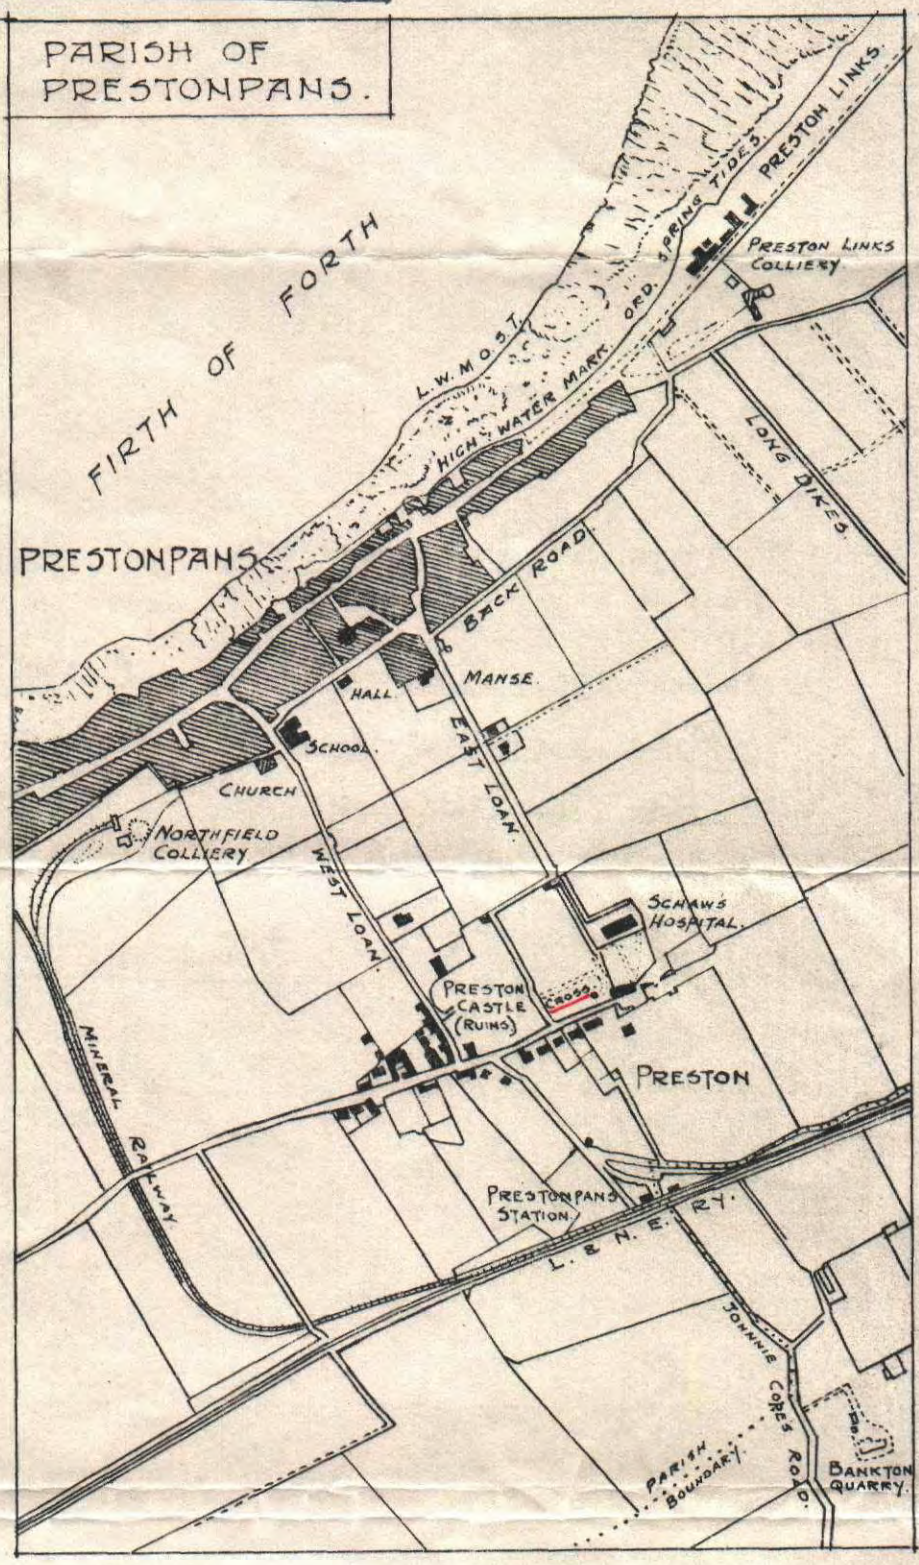 PARISH OF
PRESTONPANS.
PRESTON LINKS
PRESTON LINKS
COLLIERY.
FIRTH OF FORTH
L.W.M.O.S.T.
HIGH WATER MARK ORD. SPRING TIDES
LONG DIKES.
PRESTONPANS
BACK ROAD.
MANSE.
HALL.
EAST LOAN.
SCHOOL.
CHURCH
NORTHFIELD
COLLIERY
WEST LOAN.
SCHAW'S
HOSPITAL.
PRESTON
CASTLE
(RUINS)
CROSS
PRESTON
MINERAL RAILWAY
PRESTONPANS
STATION.
L. & N. E. RY.
JOHNNIE COPES ROAD.
PARISH
BOUNDARY.
BANKTON
QUARRY.